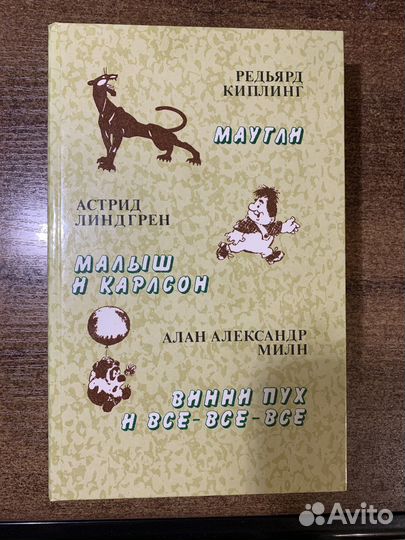 РЕДЬЯРД
КИПЛИНГ
МАУГЛИ
АСТРИД
ЛИНДГРЕН
МАЛЫШ
И КАРЛСОН
АЛАН АЛЕКСАНДР
МИЛН
ВИННИ ПУХ
И ВСЕ-ВСЕ-ВСЕ
Avito